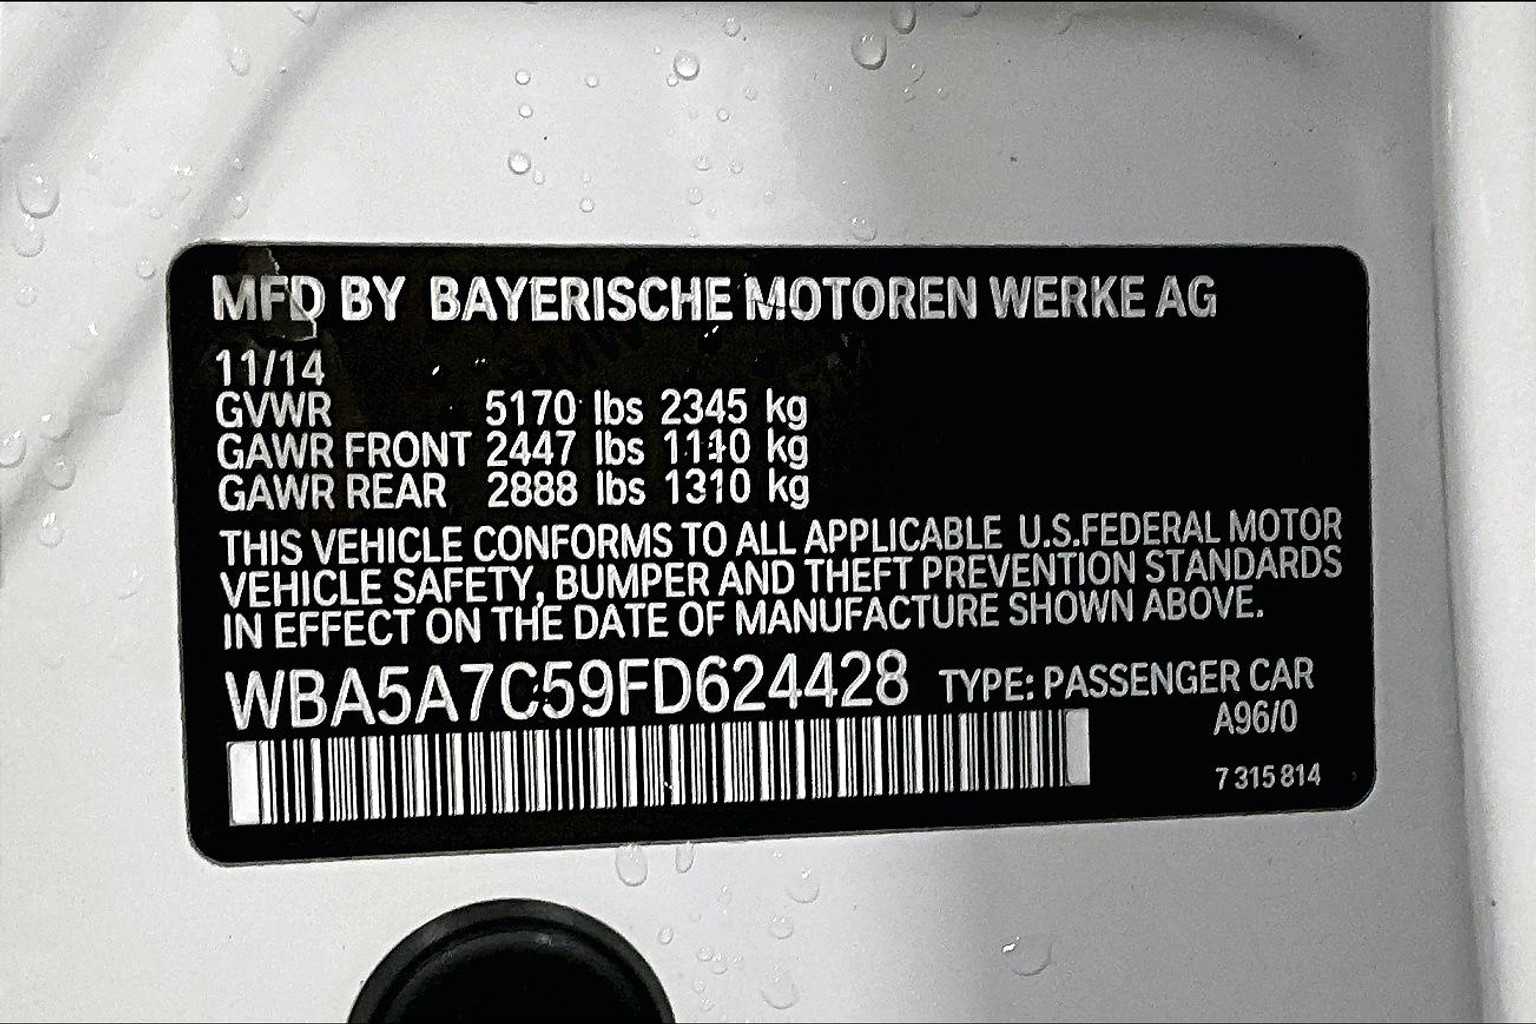 MFD BY BAYERISCHE MOTOREN WERKE AG
11/14
GVWR 5170 lbs 2345 kg
GAWR FRONT 2447 lbs 1110 kg
GAWR REAR 2888 lbs 1310 kg
THIS VEHICLE CONFORMS TO ALL APPLICABLE U.S.FEDERAL MOTOR
VEHICLE SAFETY, BUMPER AND THEFT PREVENTION STANDARDS
IN EFFECT ON THE DATE OF MANUFACTURE SHOWN ABOVE.
WBA5A7C59FD624428 TYPE: PASSENGER CAR
A96/0
7 315 814